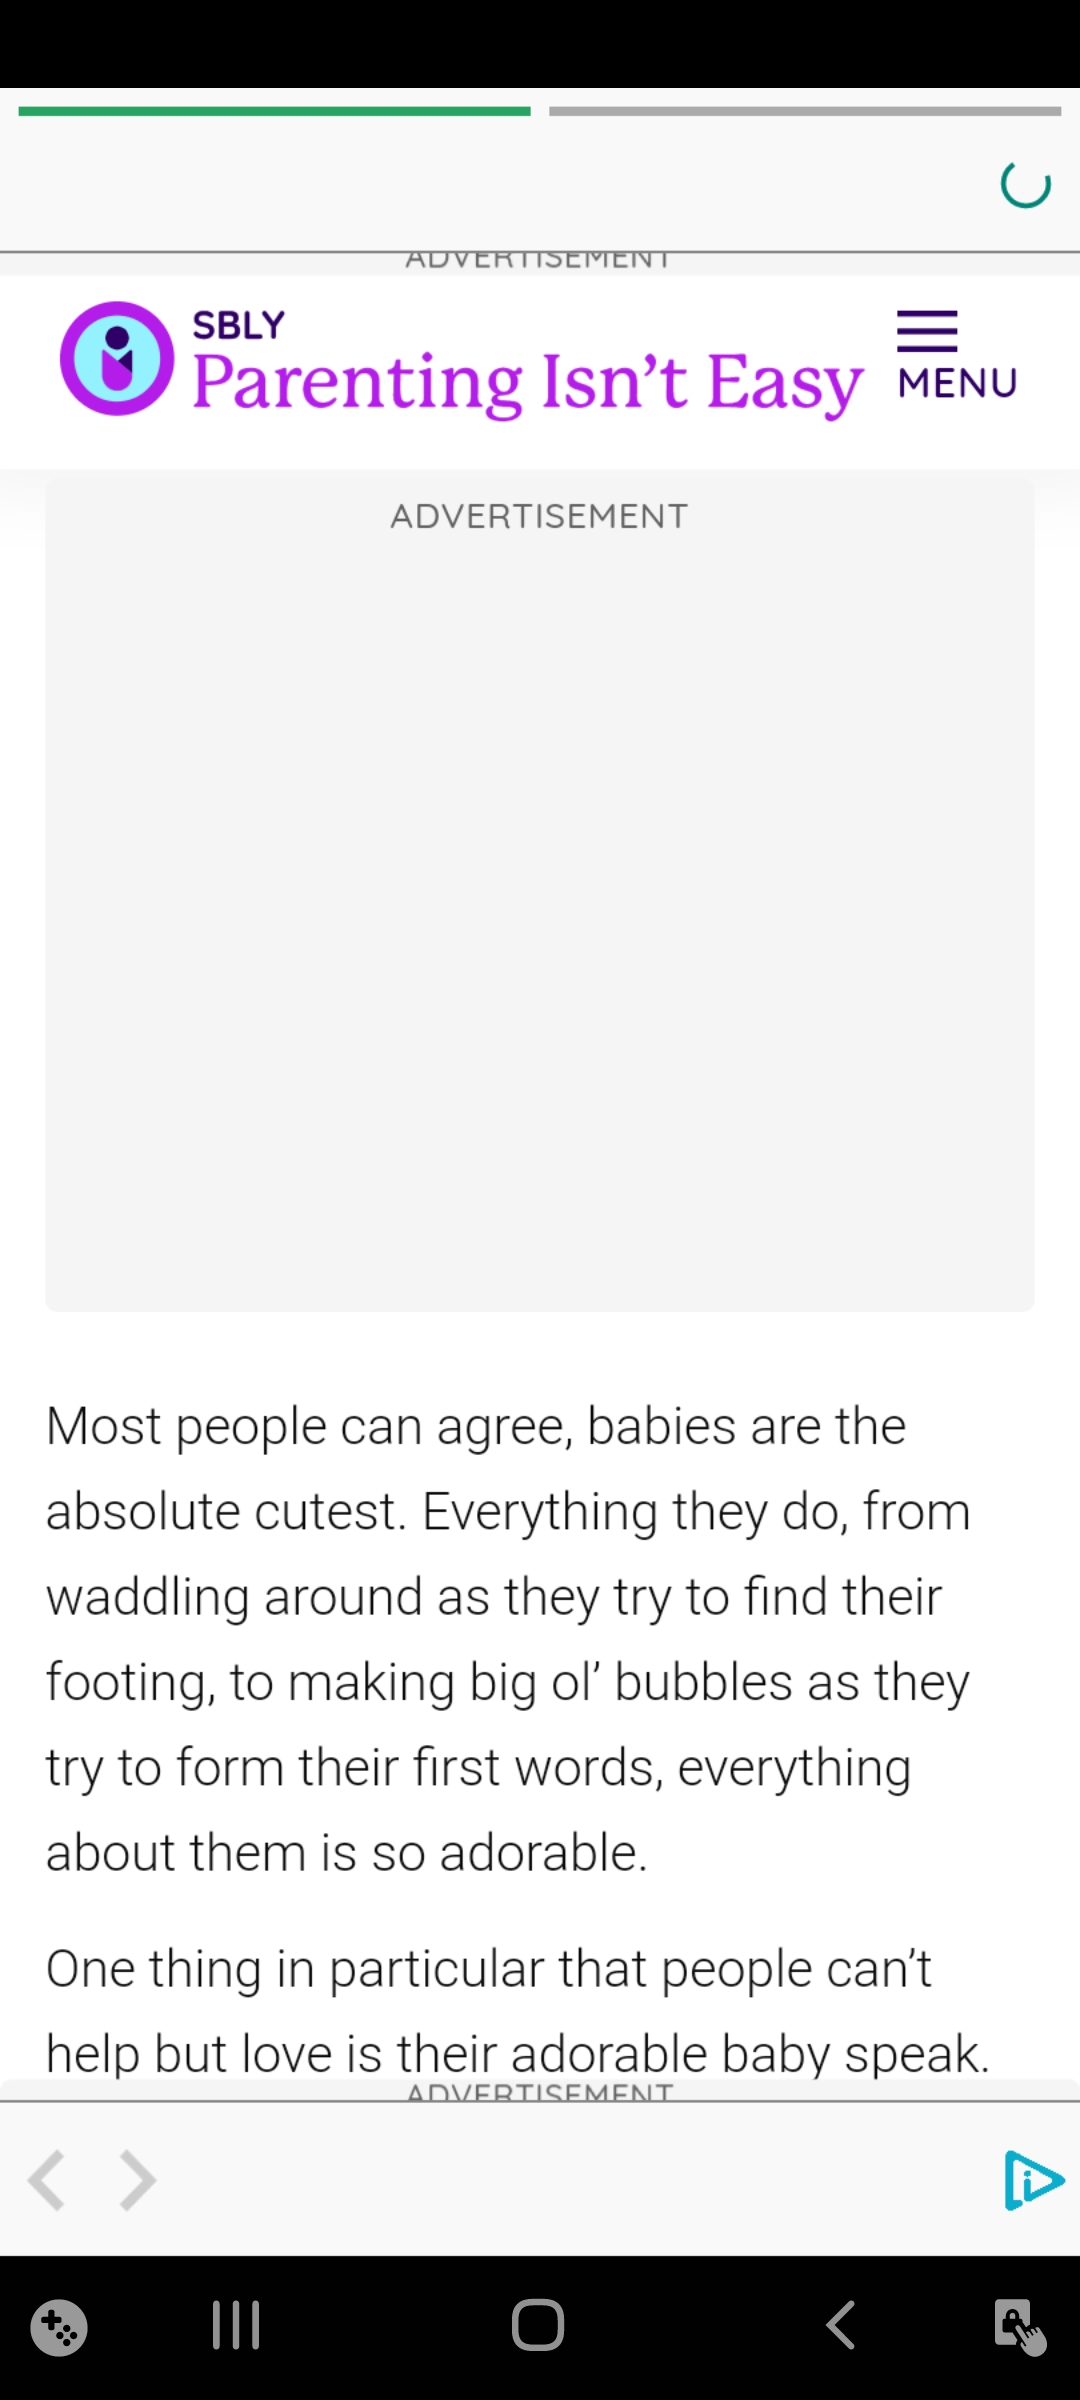 ADVERTISEMENT
SBLY
Parenting Isn’t Easy
MENU
ADVERTISEMENT
Most people can agree, babies are the
absolute cutest. Everything they do, from
waddling around as they try to find their
footing, to making big ol’ bubbles as they
try to form their first words, everything
about them is so adorable.
One thing in particular that people can’t
help but love is their adorable baby speak.
ADVERTISEMENT